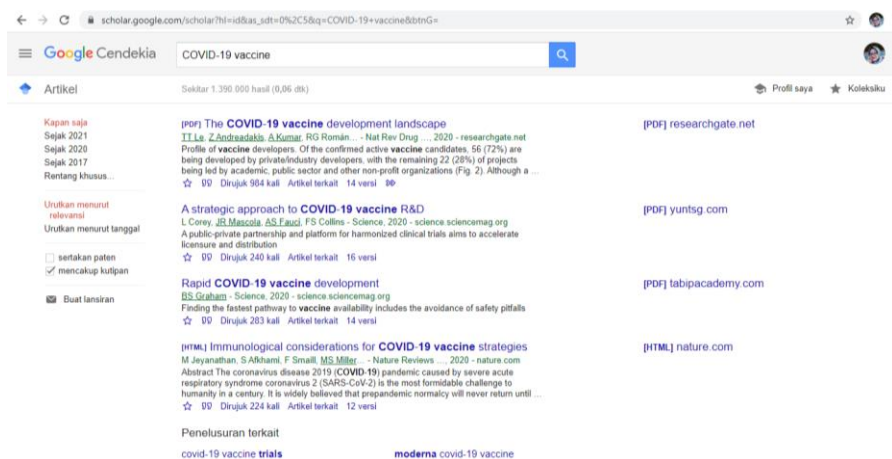 scholar.google.com/scholar?hl=id&as_sdt=0%2C5&q=COVID-19+vaccine&btnG=
Google Cendekia
COVID-19 vaccine
Artikel
Sekitar 1.390.000 hasil (0,06 dtk)
Profil saya
Koleksiku
Kapan saja
Sejak 2021
Sejak 2020
Sejak 2017
Rentang khusus...
Urutkan menurut
relevansi
Urutkan menurut tanggal
sertakan paten
mencakup kutipan
Buat lansiran
[PDF] The COVID-19 vaccine development landscape
TT Le, Z Andreadakis, A Kumar, RG Román... - Nat Rev Drug ..., 2020 - researchgate.net
Profile of vaccine developers. Of the confirmed active vaccine candidates, 56 (72%) are
being developed by private/industry developers, with the remaining 22 (28%) of projects
being led by academic, public sector and other non-profit organizations (Fig. 2). Although a ...
Dirujuk 984 kali Artikel terkait 14 versi
[PDF] researchgate.net
A strategic approach to COVID-19 vaccine R&D
L Corey, JR Mascola, AS Fauci, FS Collins - Science, 2020 - science.sciencemag.org
A public-private partnership and platform for harmonized clinical trials aims to accelerate
licensure and distribution
Dirujuk 240 kali Artikel terkait 16 versi
[PDF] yuntsg.com
Rapid COVID-19 vaccine development
BS Graham - Science, 2020 - science.sciencemag.org
Finding the fastest pathway to vaccine availability includes the avoidance of safety pitfalls
Dirujuk 283 kali Artikel terkait 14 versi
[PDF] tabipacademy.com
[HTML] Immunological considerations for COVID-19 vaccine strategies
M Jeyanathan, S Afkhami, F Smaill, MS Miller... - Nature Reviews ..., 2020 - nature.com
Abstract The coronavirus disease 2019 (COVID-19) pandemic caused by severe acute
respiratory syndrome coronavirus 2 (SARS-CoV-2) is the most formidable challenge to
humanity in a century. It is widely believed that prepandemic normalcy will never return until ...
Dirujuk 224 kali Artikel terkait 12 versi
[HTML] nature.com
Penelusuran terkait
covid-19 vaccine trials
moderna covid-19 vaccine